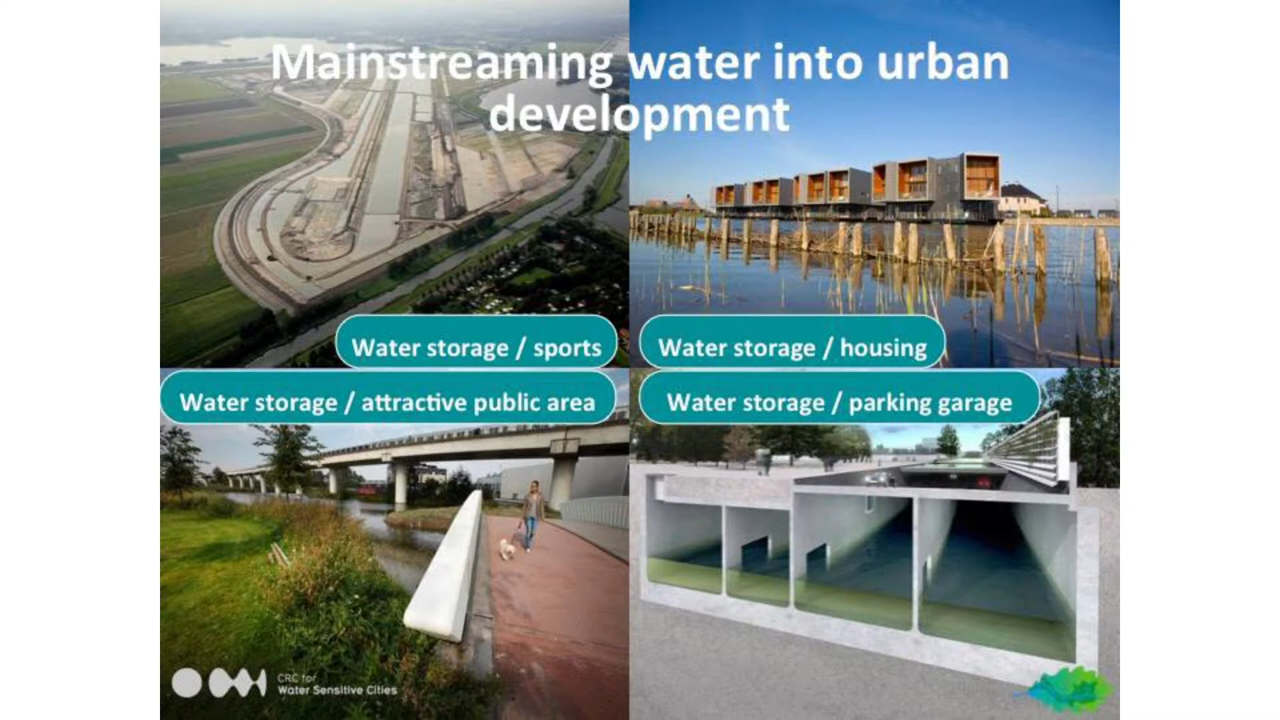 Mainstreaming water into urban
development
Water storage / sports
Water storage / housing
Water storage / attractive public area
Water storage / parking garage
CRC for
Water Sensitive Cities